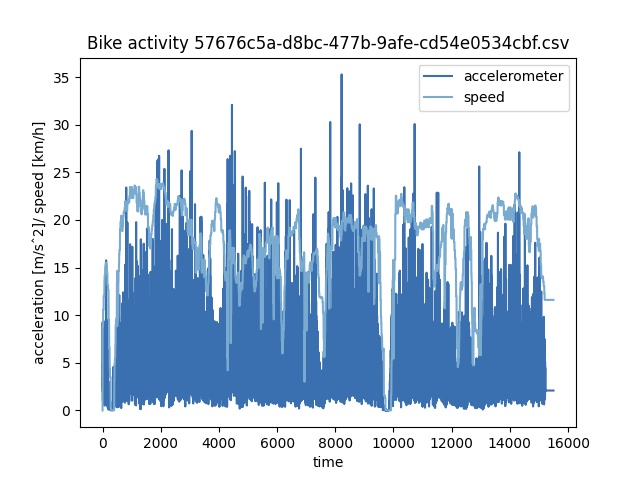 Bike activity 57676c5a-d8bc-477b-9afe-cd54e0534cbf.csv
accelerometer
speed
35
30
25
20
15
10
5
0
acceleration [m/s^2]/ speed [km/h]
0 2000 4000 6000 8000 10000 12000 14000 16000
time